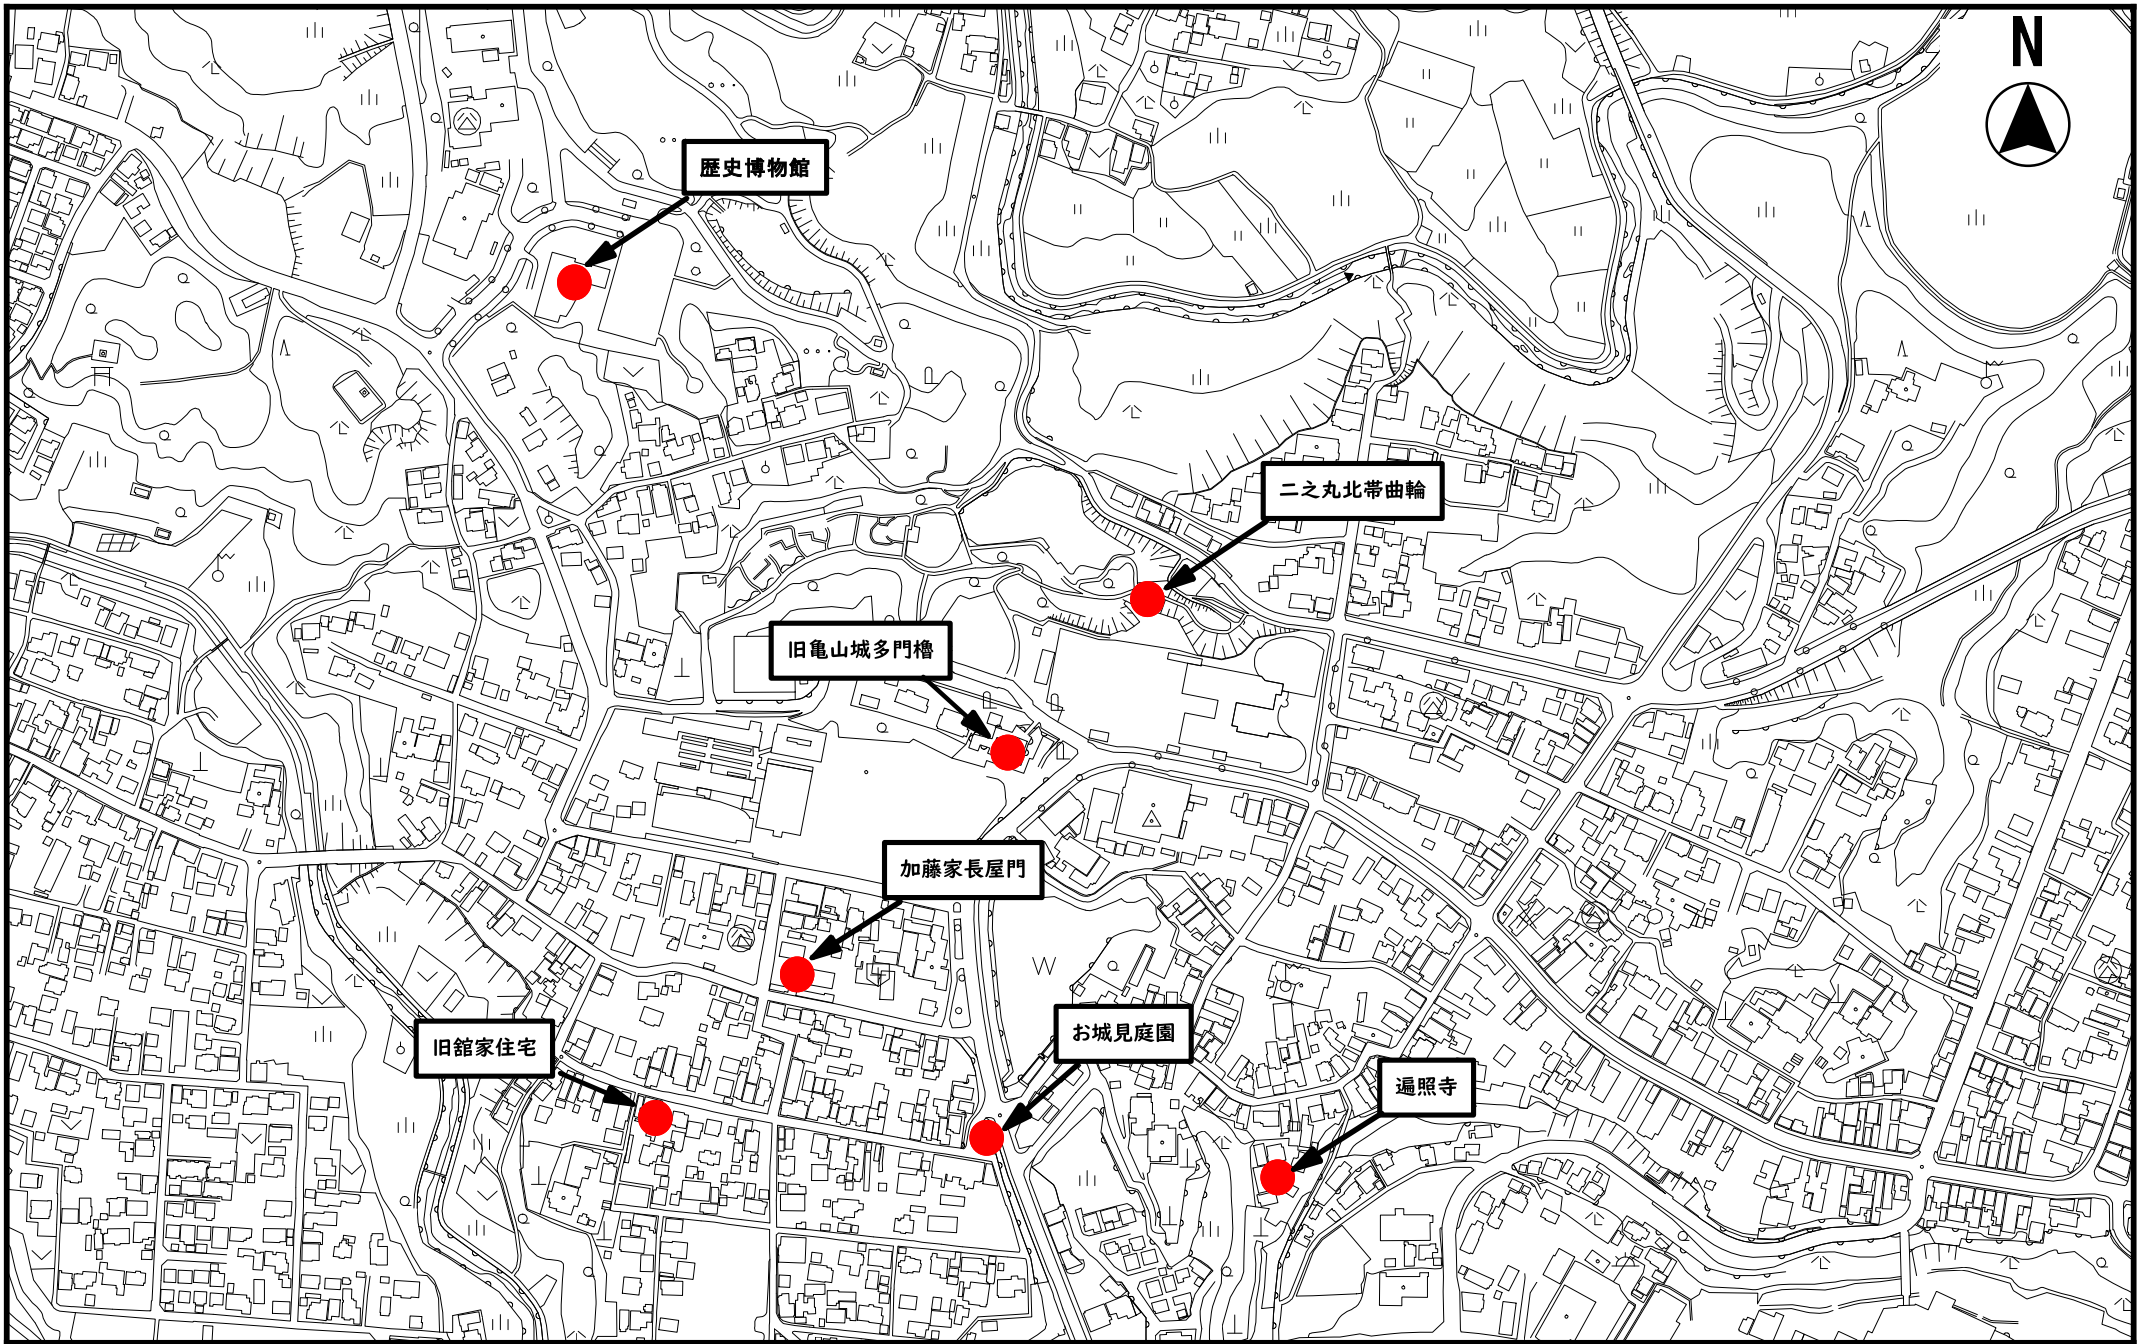 N
歴史博物館
二之丸北帯曲輪
旧亀山城多門櫓
加藤家長屋門
お城見庭園
旧舘家住宅
遍照寺